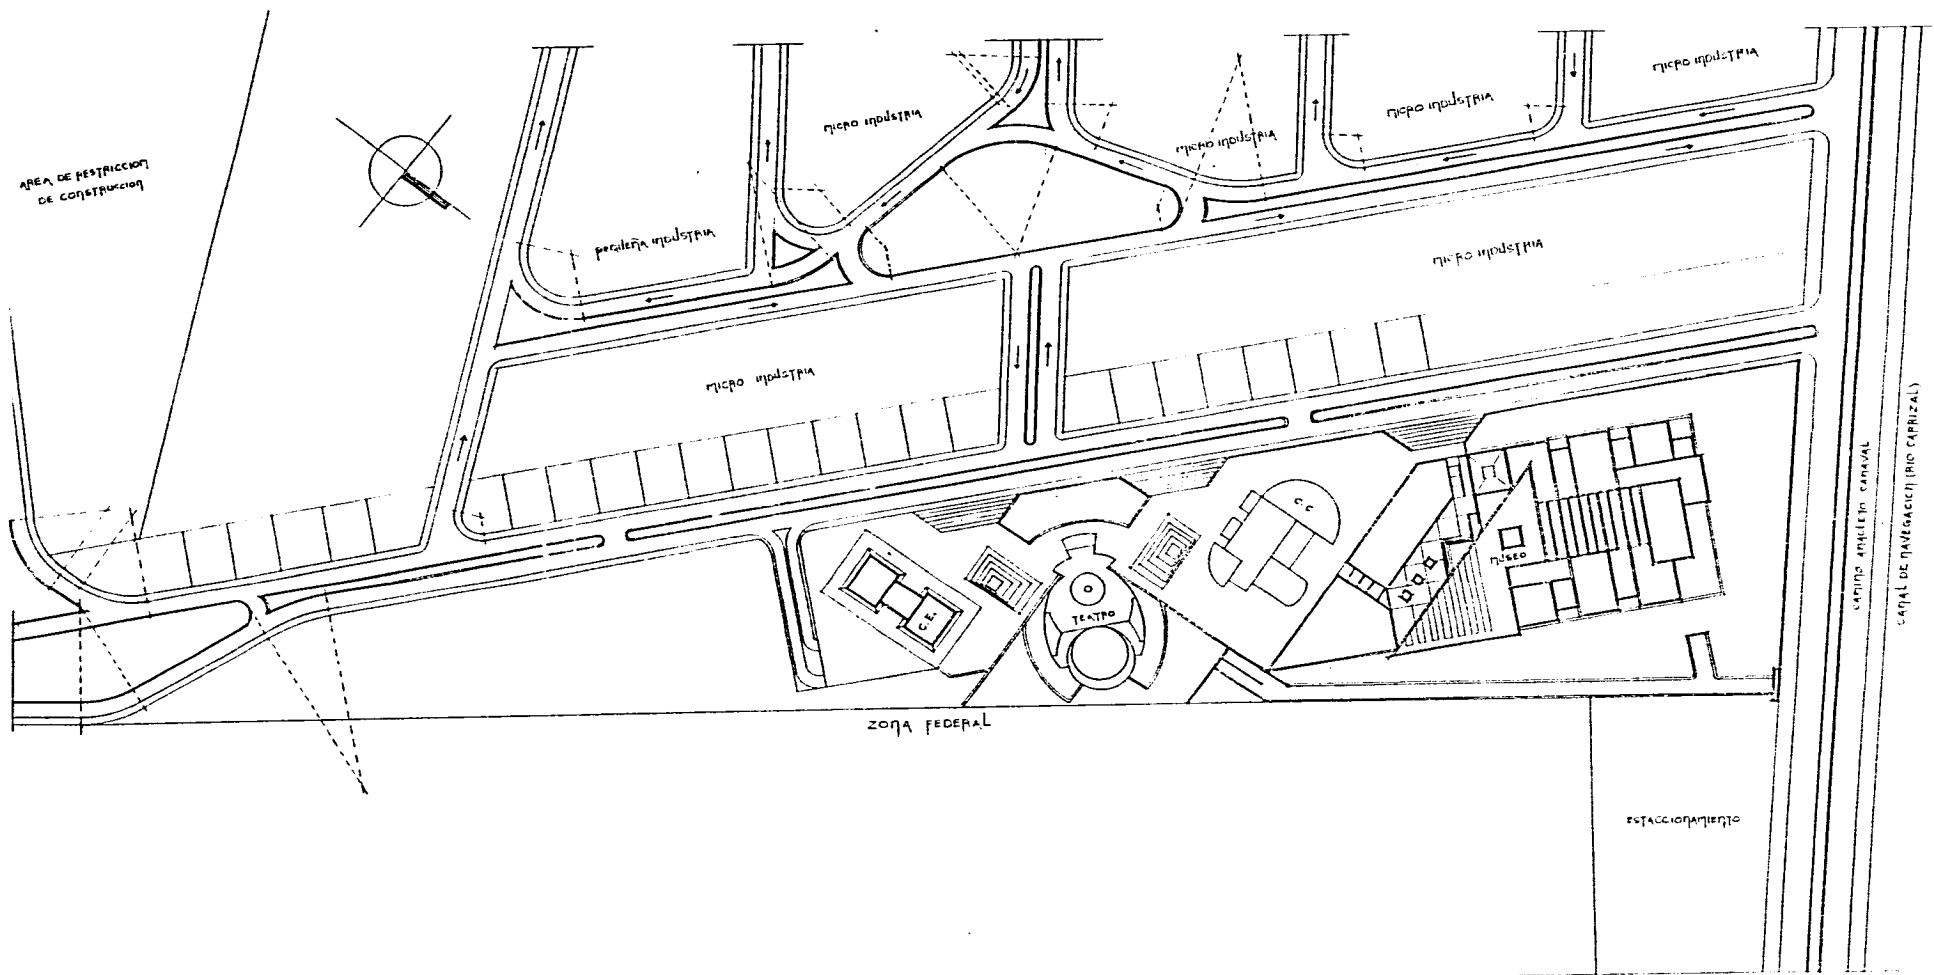 MICRO INDUSTRIA
MICRO INDUSTRIA
MICRO INDUSTRIA
MICRO INDUSTRIA
AREA DE RESTRICCION
DE CONSTRUCCION
PEQUEÑA INDUSTRIA
MICRO INDUSTRIA
MICRO INDUSTRIA
C.C
MUSEO
TEATRO
C.E.
ZONA FEDERAL
ESTACCIONAMIENTO
CAMINO ANACLETO CANAVAL
CANAL DE NAVEGACION (RIO CARRIZAL)